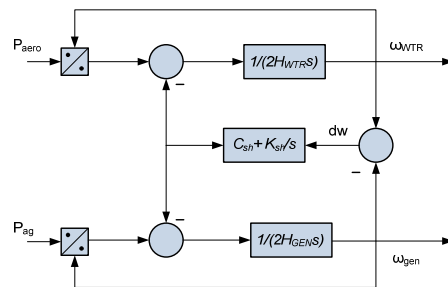 P_aero
ω_WTR
1/(2H_WTR s)
−
dw
C_sh + K_sh/s
−
−
P_ag
1/(2H_GEN s)
ω_gen